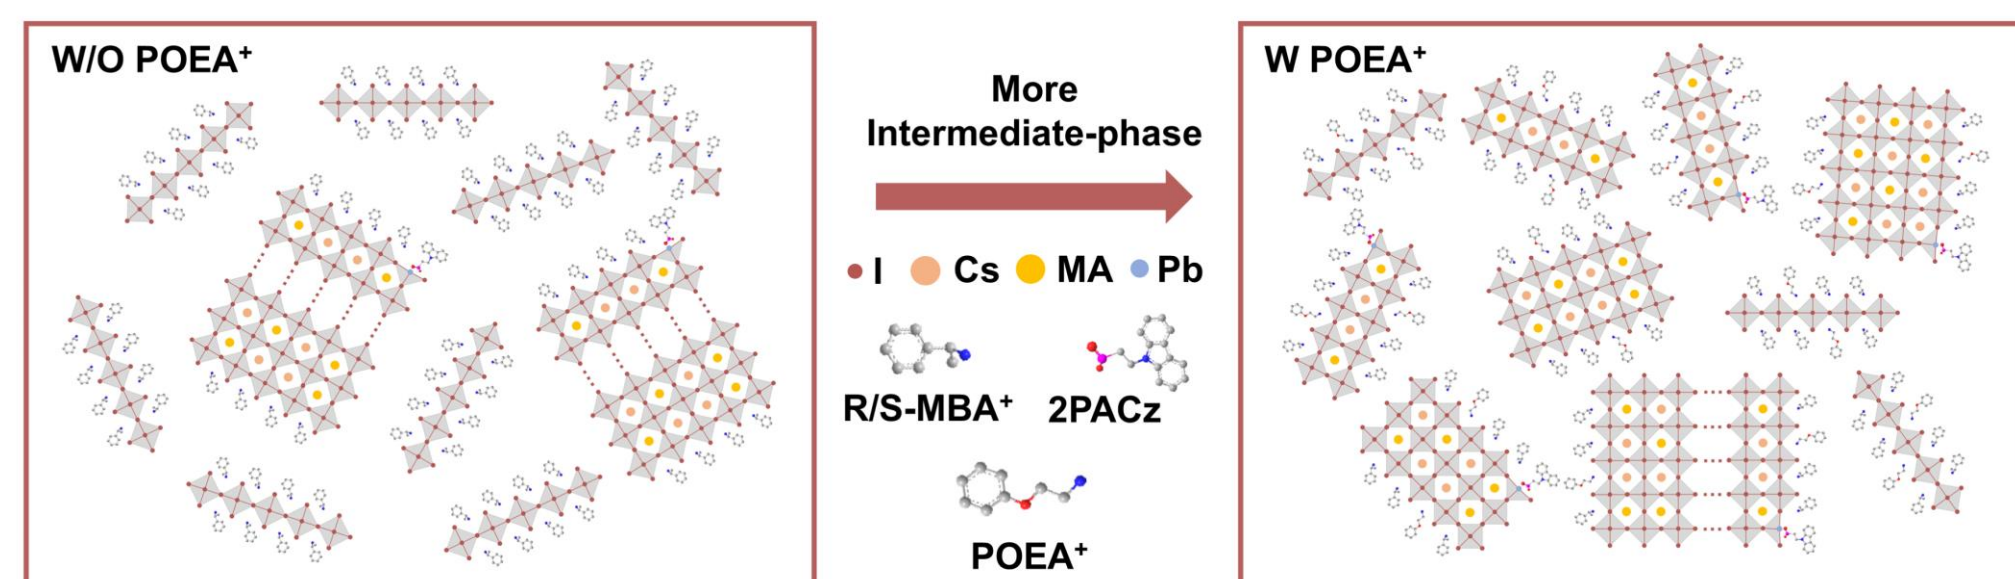 W/O POEA⁺
More
Intermediate-phase
I Cs MA Pb
R/S-MBA⁺ 2PACz
POEA⁺
W POEA⁺